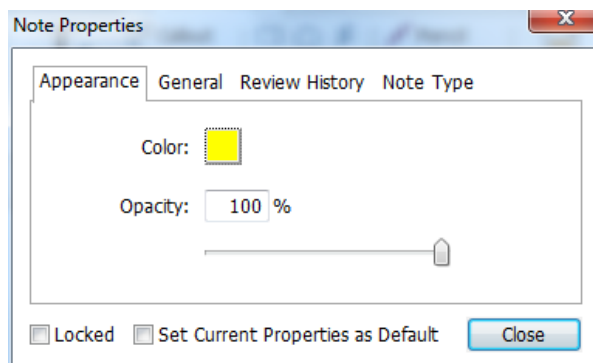 Note Properties
Appearance General Review History Note Type
Color:
Opacity: 100 %
Locked Set Current Properties as Default Close